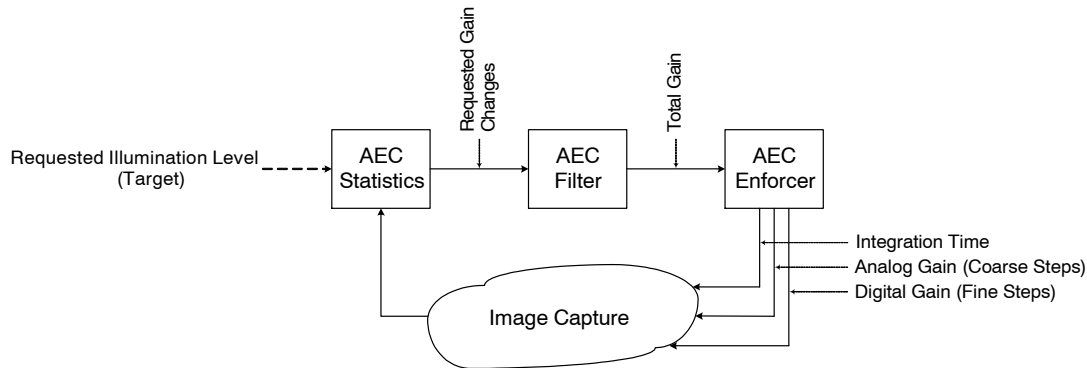 Requested Gain
Changes
Total Gain
Requested Illumination Level
(Target)
AEC
Statistics
AEC
Filter
AEC
Enforcer
Integration Time
Analog Gain (Coarse Steps)
Digital Gain (Fine Steps)
Image Capture